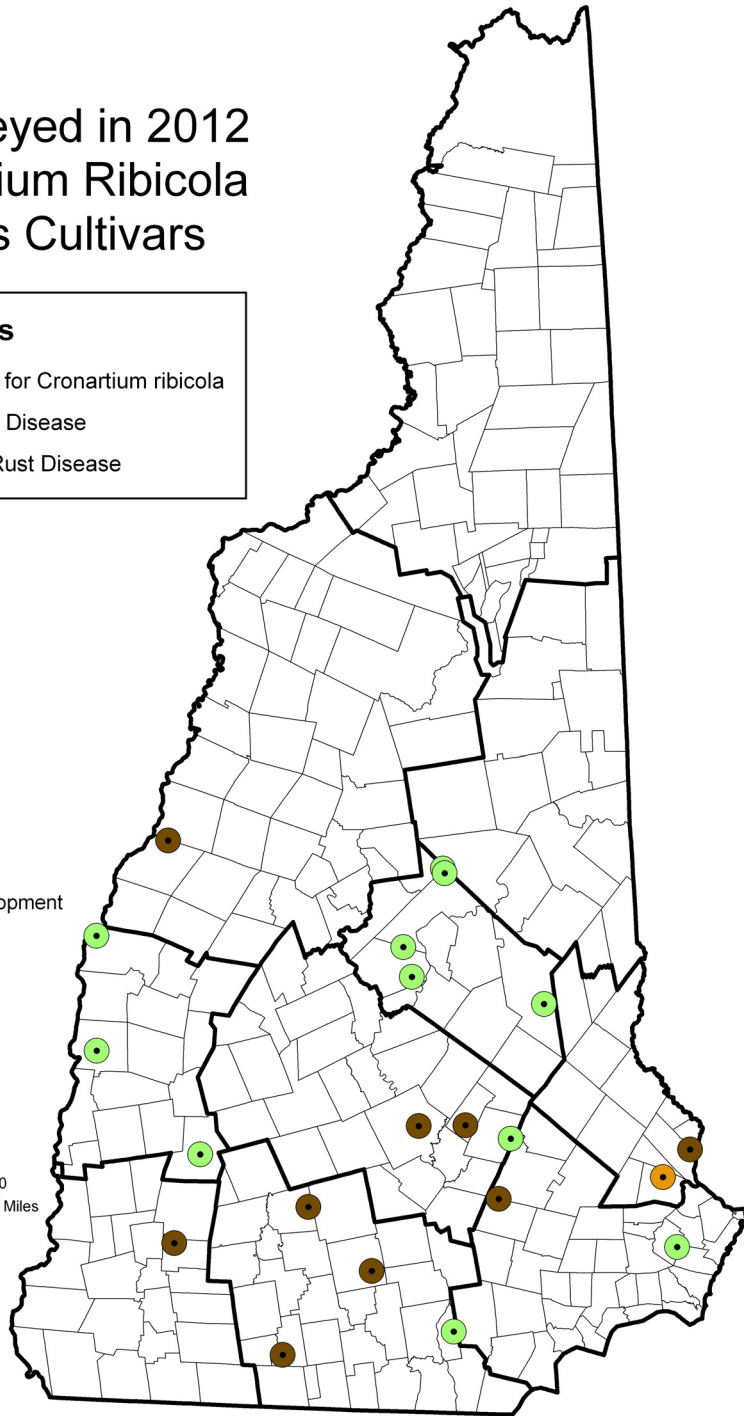 eyed in 2012
ium Ribicola
s Cultivars
s
for Cronartium ribicola
Disease
Rust Disease
opment
0
Miles